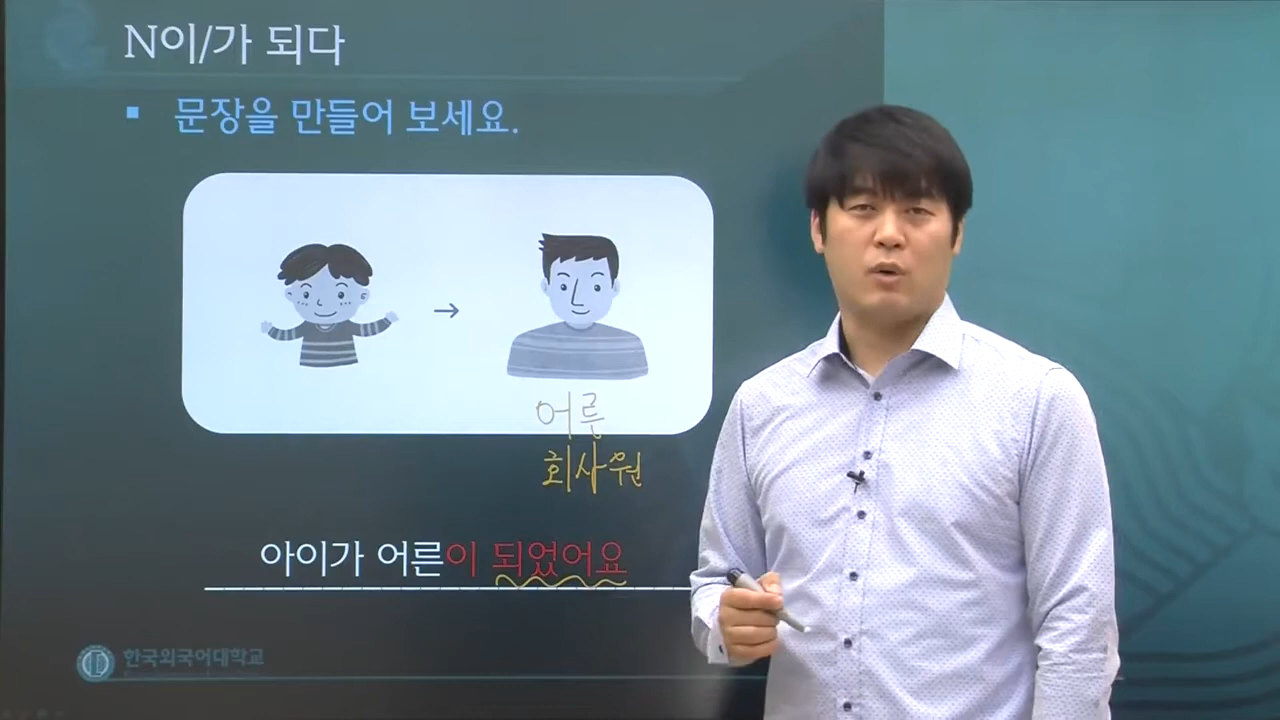 N이/가 되다
▪ 문장을 만들어 보세요.
→
어른
회사원
아이가 어른이 되었어요
한국외국어대학교